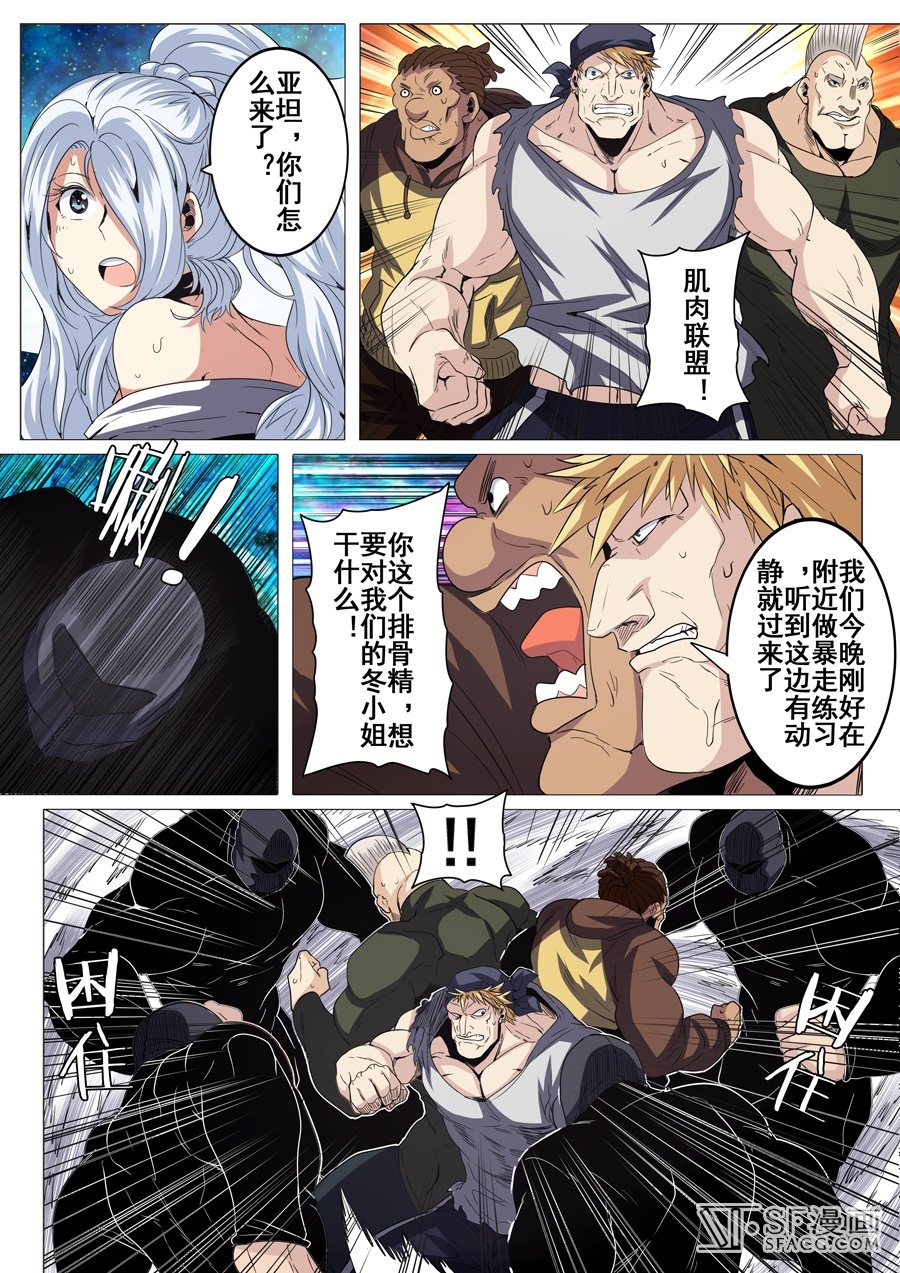 亚坦，你们怎
么来了？
肌肉联盟！
唰！
我们今晚刚好在
附近做暴走练习
，听到这边有动
静就过来了
你这个排骨精，想
要对我们的冬小姐
干什么！
!!
困住
困住
SF漫画
SFACG.COM